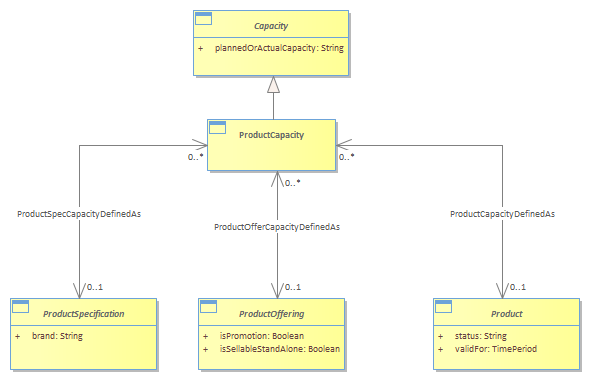 Capacity
+ plannedOrActualCapacity: String
ProductCapacity
0..*
0..*
0..*
ProductSpecCapacityDefinedAs
ProductOfferCapacityDefinedAs
ProductCapacityDefinedAs
0..1
0..1
0..1
ProductSpecification
+ brand: String
ProductOffering
+ isPromotion: Boolean
+ isSellableStandAlone: Boolean
Product
+ status: String
+ validFor: TimePeriod